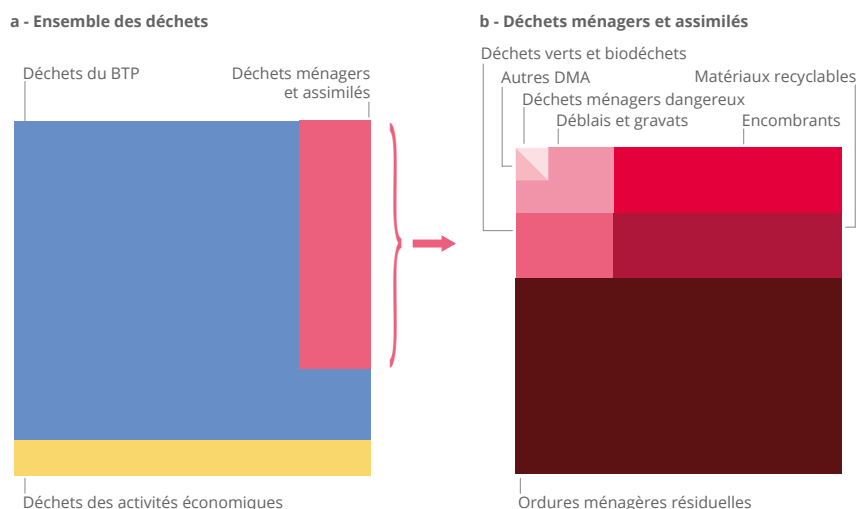 a - Ensemble des déchets
Déchets du BTP
Déchets ménagers
et assimilés
Déchets des activités économiques
b - Déchets ménagers et assimilés
Déchets verts et biodéchets
Autres DMA
Matériaux recyclables
Déchets ménagers dangereux
Déblais et gravats
Encombrants
Ordures ménagères résiduelles